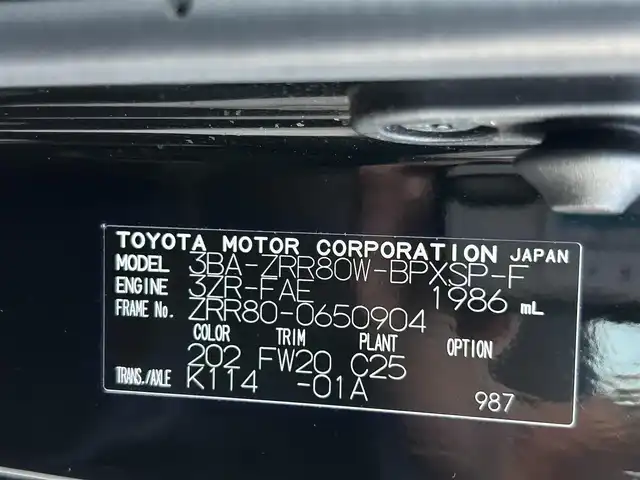 TOYOTA MOTOR CORPORATION JAPAN
MODEL 3BA-ZRR80W-BPXSP-F
ENGINE 3ZR-FAE 1986 mL
FRAME No. ZRR80-0650904
COLOR TRIM PLANT OPTION
202 FW20 C25
TRANS./AXLE K114 -01A
987